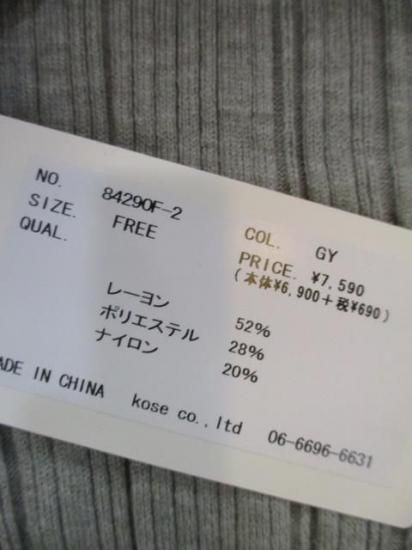 NO. 84290F-2
SIZE. FREE COL. GY
QUAL. PRICE. ¥7,590
(本体¥6,900+税¥690)
レーヨン 52%
ポリエステル 28%
ナイロン 20%
ADE IN CHINA kose co.,ltd 06-6696-6631